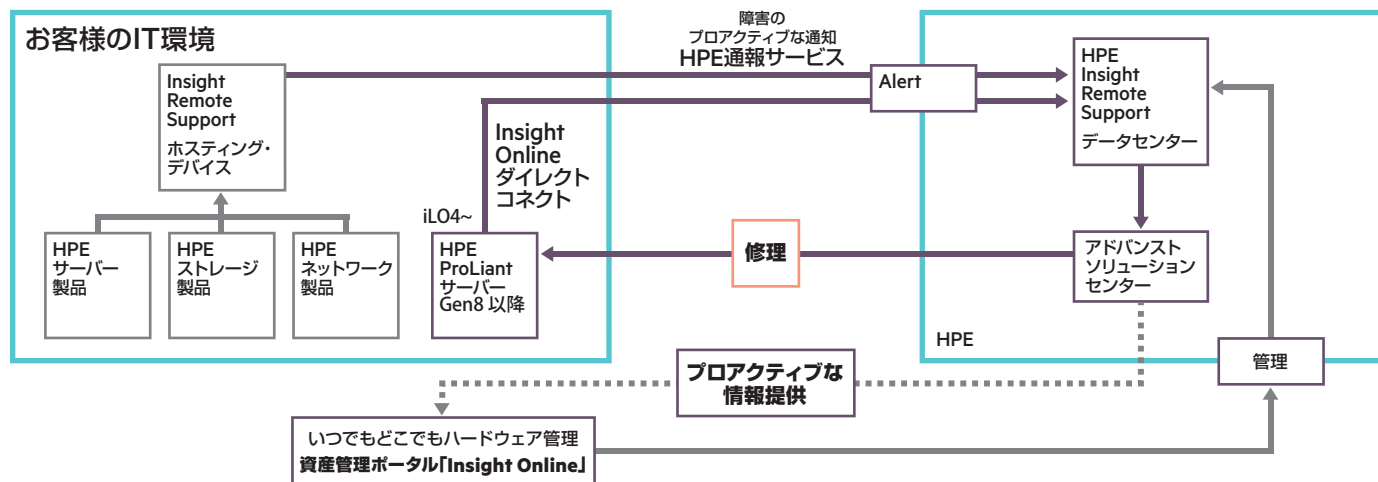 お客様のIT環境
Insight
Remote
Support
ホスティング・
デバイス
HPE
サーバー
製品
HPE
ストレージ
製品
HPE
ネットワーク
製品
iLO4~
HPE
ProLiant
サーバー
Gen8 以降
Insight
Online
ダイレクト
コネクト
障害の
プロアクティブな通知
HPE通報サービス
Alert
HPE
Insight
Remote
Support
データセンター
修理
アドバンスト
ソリューション
センター
HPE
管理
プロアクティブな
情報提供
いつでもどこでもハードウェア管理
資産管理ポータル「Insight Online」